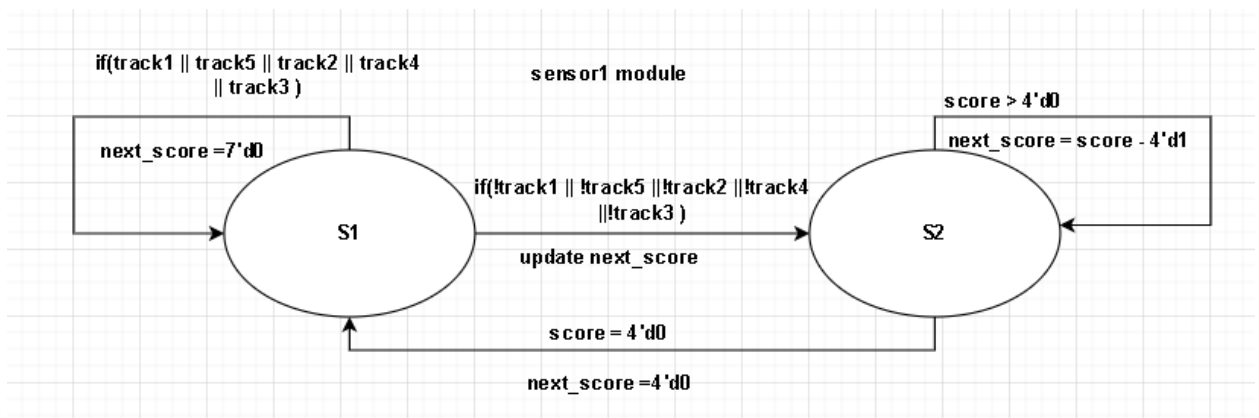 if(track1 || track5 || track2 || track4
|| track3 )
sensor1 module
score > 4'd0
next_score =7'd0
next_score = score - 4'd1
if(!track1 || !track5 ||!track2 ||!track4
||!track3 )
S1
S2
update next_score
score = 4'd0
next_score =4'd0